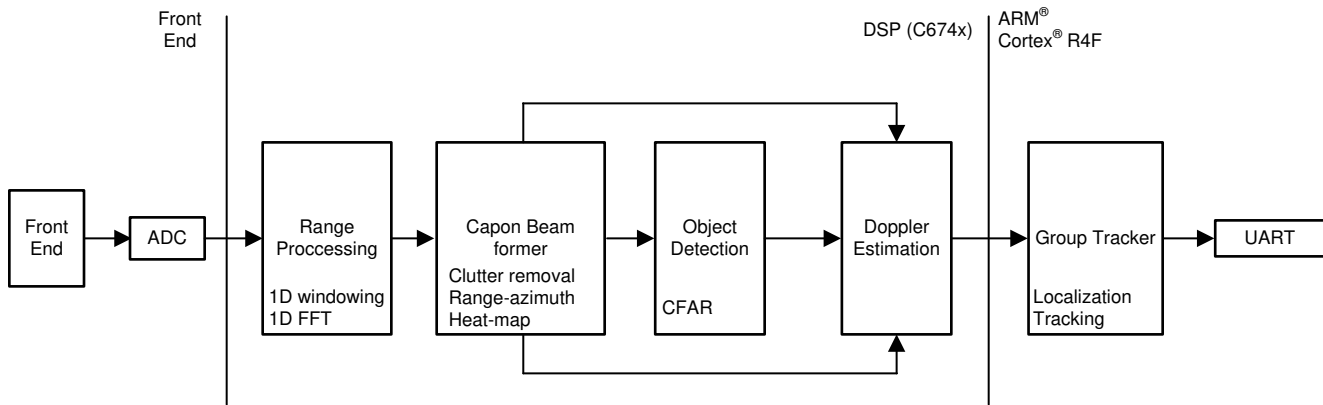 Front
End
DSP (C674x)
ARM®
Cortex® R4F
Front
End
ADC
Range
Proccessing
1D windowing
1D FFT
Capon Beam
former
Clutter removal
Range-azimuth
Heat-map
Object
Detection
CFAR
Doppler
Estimation
Group Tracker
Localization
Tracking
UART